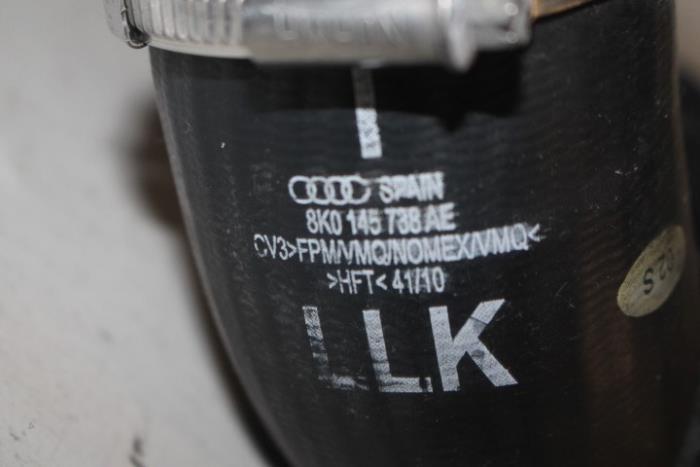 SPAIN
8K0 145 738 AE
CV3>FPM/VMQ/NOMEX/VMQ<
>HFT< 41/10
LLK